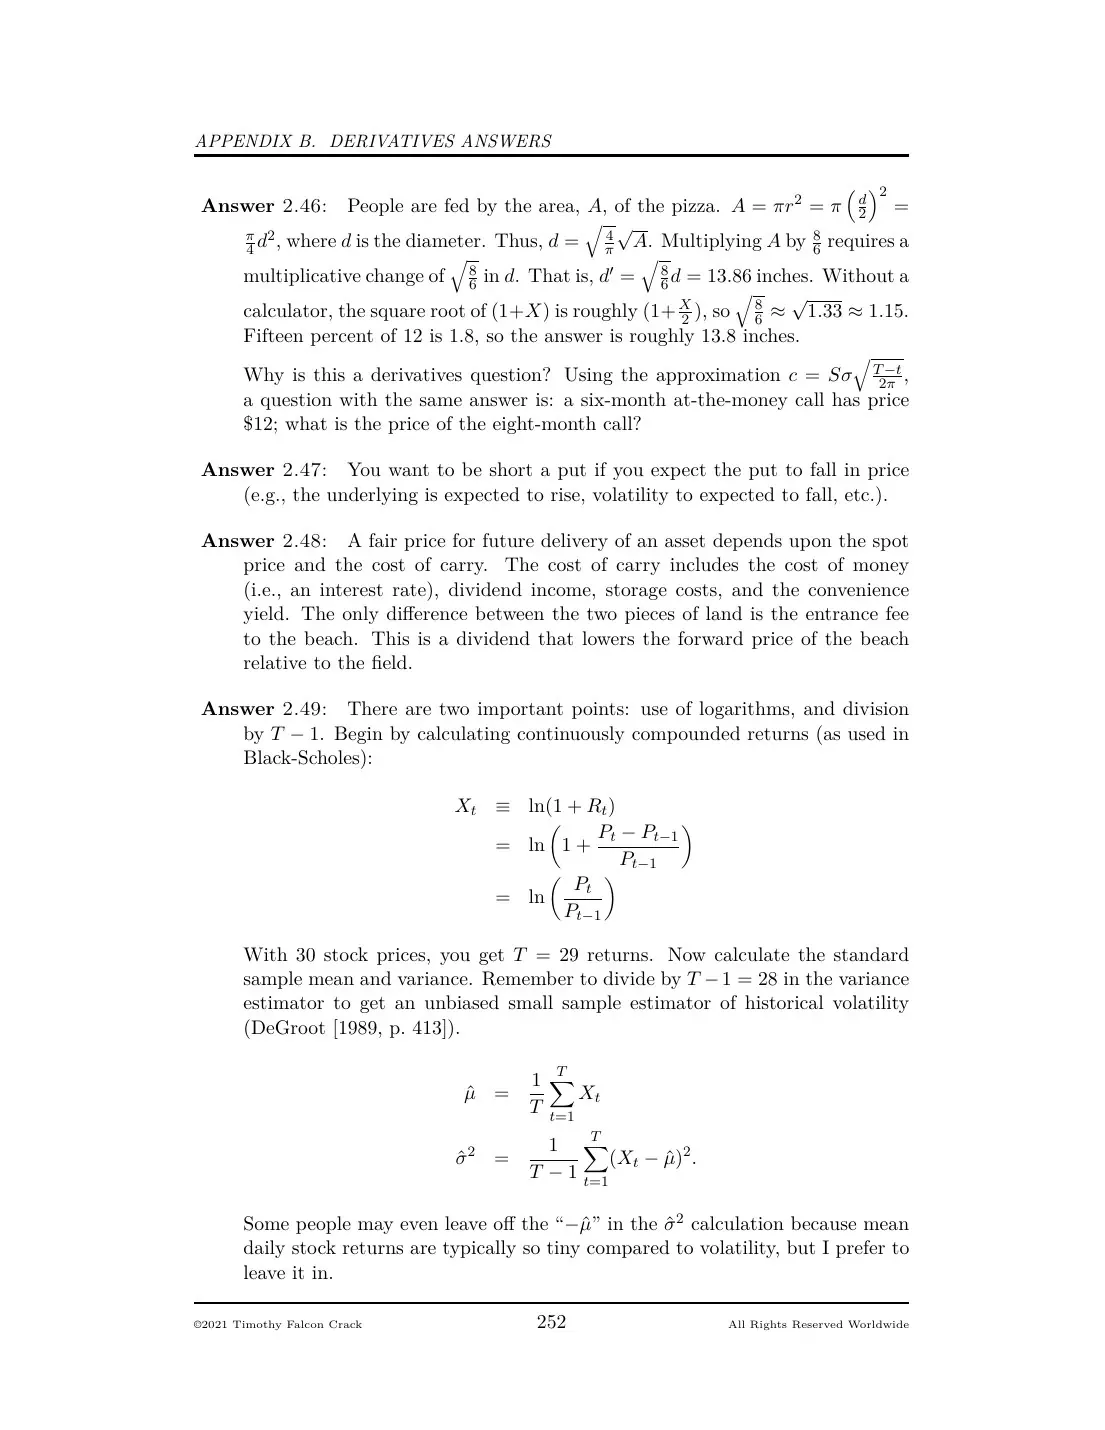 APPENDIX B. DERIVATIVES ANSWERS
Answer 2.46: People are fed by the area, A, of the pizza. A = πr² = π(d/2)² =
π/4 d², where d is the diameter. Thus, d = √(4/π) √A. Multiplying A by 8/6 requires a
multiplicative change of √(8/6) in d. That is, d′ = √(8/6) d = 13.86 inches. Without a
calculator, the square root of (1+X) is roughly (1+X/2), so √(8/6) ≈ √1.33 ≈ 1.15.
Fifteen percent of 12 is 1.8, so the answer is roughly 13.8 inches.
Why is this a derivatives question? Using the approximation c = Sσ√((T−t)/2π),
a question with the same answer is: a six-month at-the-money call has price
$12; what is the price of the eight-month call?
Answer 2.47: You want to be short a put if you expect the put to fall in price
(e.g., the underlying is expected to rise, volatility to expected to fall, etc.).
Answer 2.48: A fair price for future delivery of an asset depends upon the spot
price and the cost of carry. The cost of carry includes the cost of money
(i.e., an interest rate), dividend income, storage costs, and the convenience
yield. The only difference between the two pieces of land is the entrance fee
to the beach. This is a dividend that lowers the forward price of the beach
relative to the field.
Answer 2.49: There are two important points: use of logarithms, and division
by T − 1. Begin by calculating continuously compounded returns (as used in
Black-Scholes):
Xₜ ≡ ln(1 + Rₜ)
= ln(1 + (Pₜ − Pₜ₋₁)/Pₜ₋₁)
= ln(Pₜ/Pₜ₋₁)
With 30 stock prices, you get T = 29 returns. Now calculate the standard
sample mean and variance. Remember to divide by T − 1 = 28 in the variance
estimator to get an unbiased small sample estimator of historical volatility
(DeGroot [1989, p. 413]).
μ̂ = 1/T ∑ₜ₌₁ᵀ Xₜ
σ̂² = 1/(T − 1) ∑ₜ₌₁ᵀ (Xₜ − μ̂)².
Some people may even leave off the “−μ̂” in the σ̂² calculation because mean
daily stock returns are typically so tiny compared to volatility, but I prefer to
leave it in.
©2021 Timothy Falcon Crack 252 All Rights Reserved Worldwide